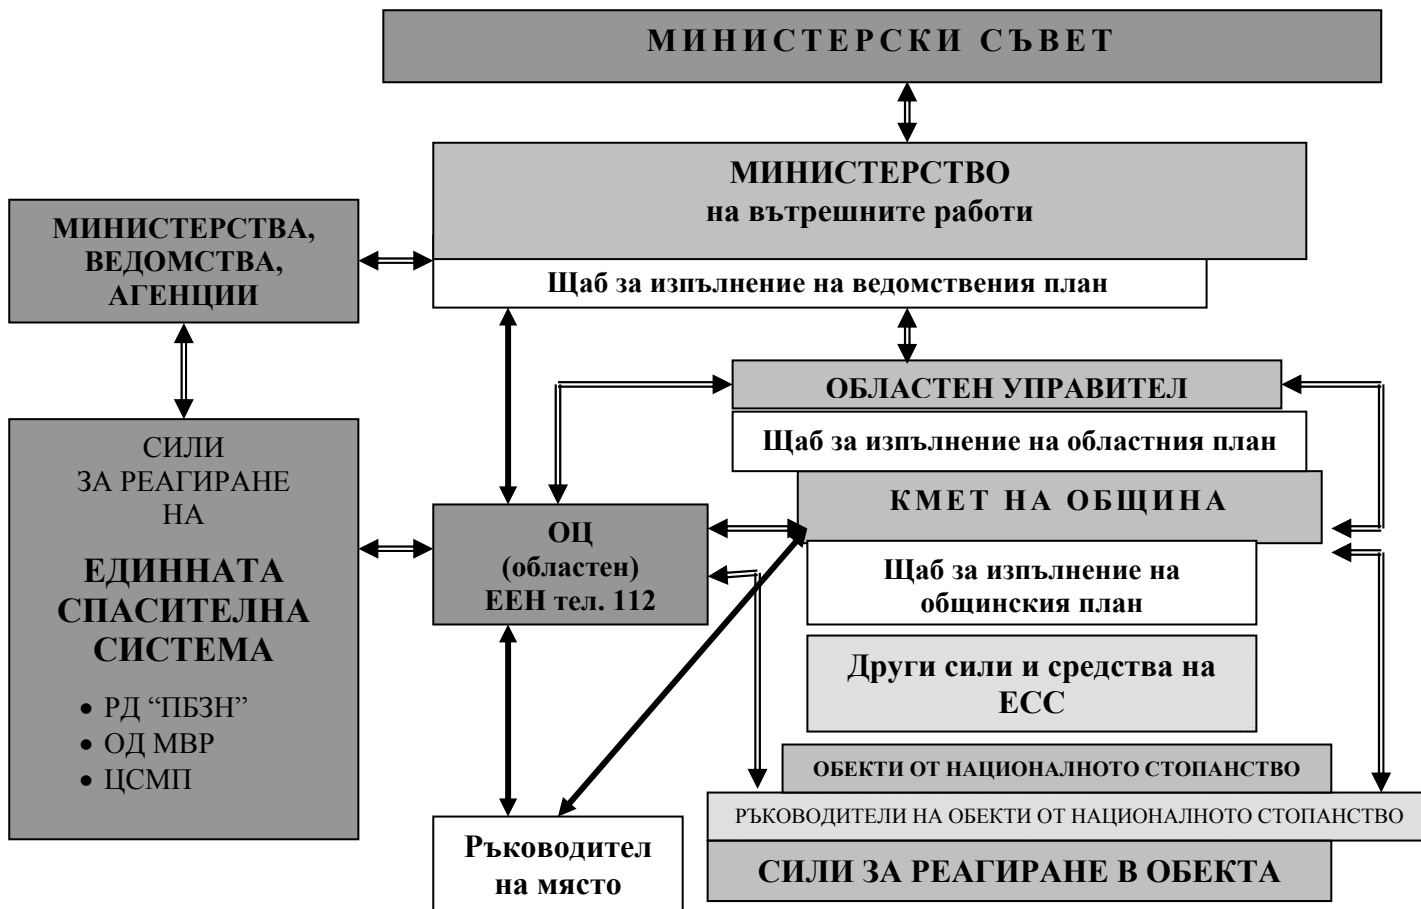 МИНИСТЕРСКИ СЪВЕТ
МИНИСТЕРСТВО
на вътрешните работи
Щаб за изпълнение на ведомствения план
МИНИСТЕРСТВА,
ВЕДОМСТВА,
АГЕНЦИИ
ОБЛАСТЕН УПРАВИТЕЛ
Щаб за изпълнение на областния план
КМЕТ НА ОБЩИНА
Щаб за изпълнение на
общинския план
СИЛИ
ЗА РЕАГИРАНЕ
НА
ЕДИННАТА
СПАСИТЕЛНА
СИСТЕМА
• РД “ПБЗН”
• ОД МВР
• ЦСМП
ОЦ
(областен)
ЕЕН тел. 112
Други сили и средства на
ЕСС
ОБЕКТИ ОТ НАЦИОНАЛНОТО СТОПАНСТВО
РЪКОВОДИТЕЛИ НА ОБЕКТИ ОТ НАЦИОНАЛНОТО СТОПАНСТВО
СИЛИ ЗА РЕАГИРАНЕ В ОБЕКТА
Ръководител
на място